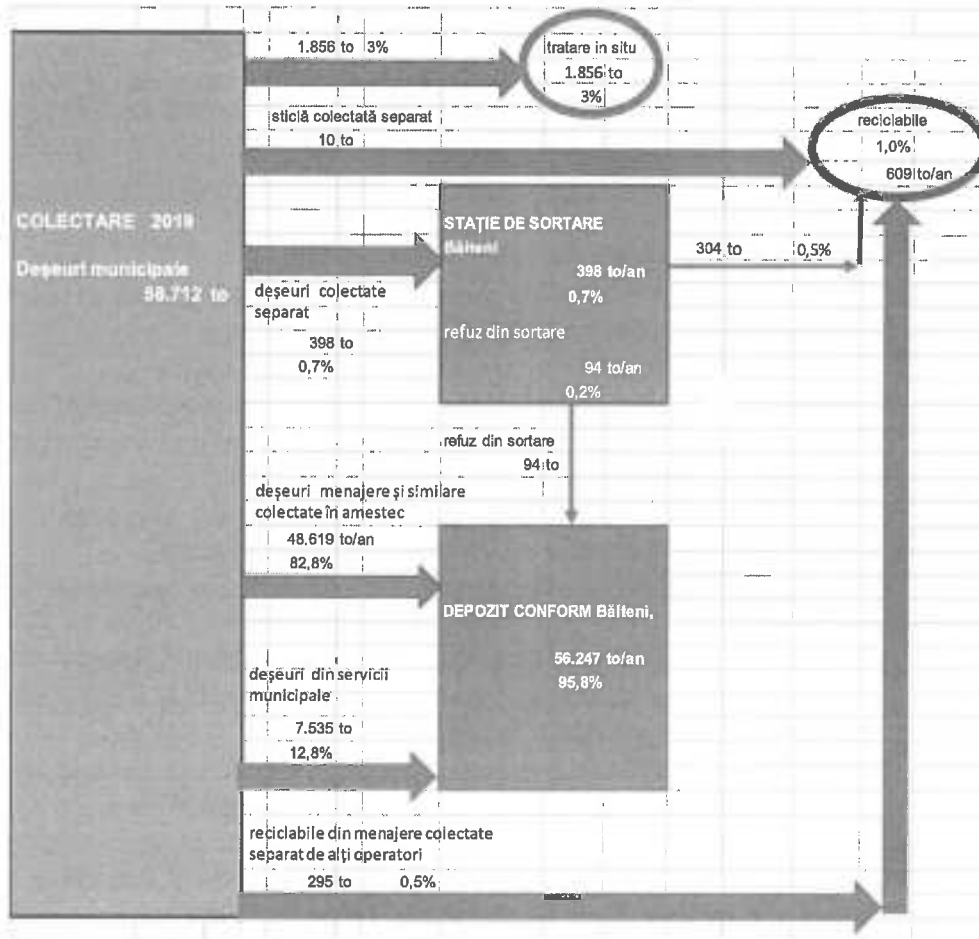 1.856 to 3%
tratare in situ
1.856 to
3%
sticlă colectată separat
10 to
reciclabile
1,0%
609 to/an
COLECTARE 2019
Deșeuri municipale
58.712 to
STAȚIE DE SORTARE
Bălteni
398 to/an
0,7%
refuz din sortare
94 to/an
0,2%
304 to 0,5%
deșeuri colectate
separat
398 to
0,7%
refuz din sortare
94 to
deșeuri menajere și similare
colectate în amestec
48.619 to/an
82,8%
DEPOZIT CONFORM Bălteni,
56.247 to/an
95,8%
deșeuri din servicii
municipale
7.535 to
12,8%
reciclabile din menajere colectate
separat de alți operatori
295 to 0,5%